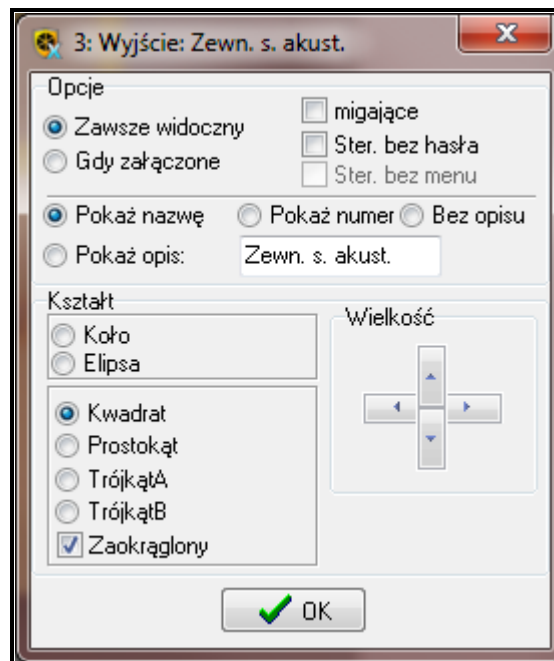 3: Wyjście: Zewn. s. akust.
Opcje
Zawsze widoczny
Gdy załączone
migające
Ster. bez hasła
Ster. bez menu
Pokaż nazwę Pokaż numer Bez opisu
Pokaż opis: Zewn. s. akust.
Kształt
Koło
Elipsa
Kwadrat
Prostokąt
TrójkątA
TrójkątB
Zaokrąglony
Wielkość
OK